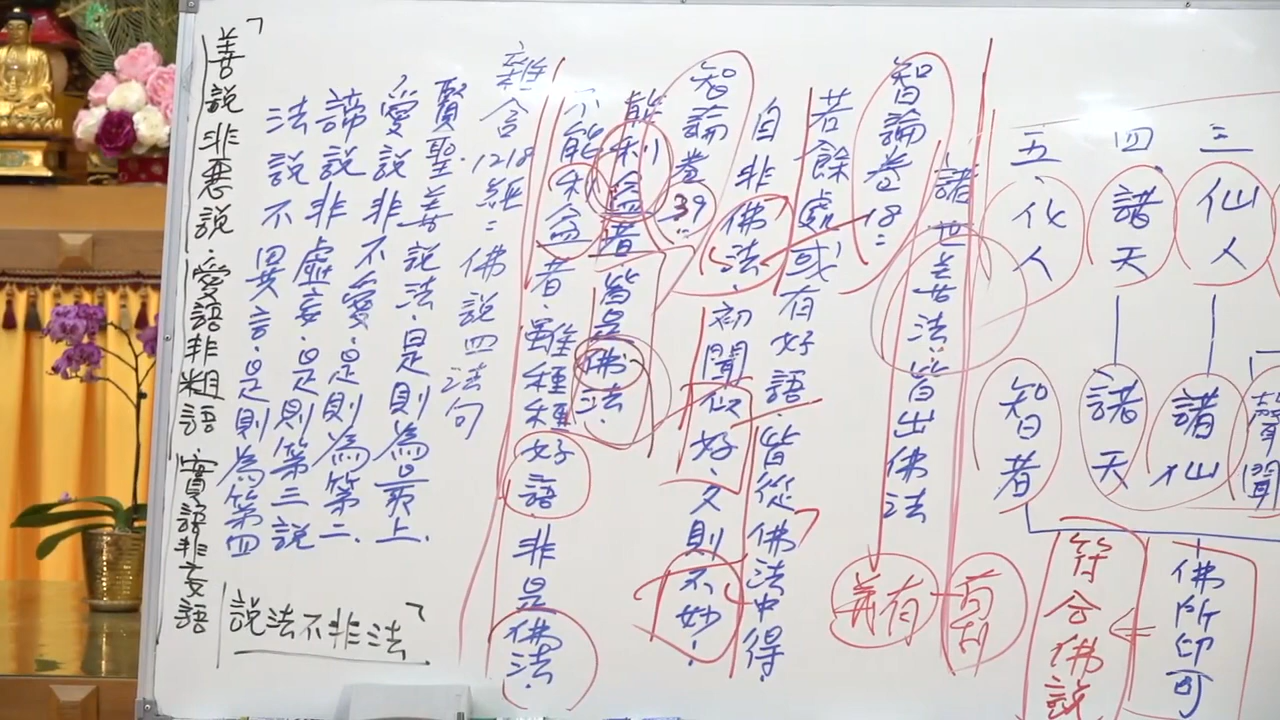 三
仙人
諸仙
聲聞
四、
諸天
諸天
五、
化人
智者
佛所印可
符合佛說
諸世善法皆出佛法
智論卷18：
義有
若餘處或有好語，皆從佛法中得，
自非佛法，初聞似好，久則不妙！
智論卷39：
能利益者皆是佛法，
不能利益者，雖種種好語，非是佛法，
雜含1218經：佛說四法句
賢聖善說法，是則為最上，
愛說非不愛，是則為第二，
諦說非虛妄，是則第三說
法說不異言，是則為第四
「善說非惡說，愛語非粗語，實語非妄語
說法不非法」